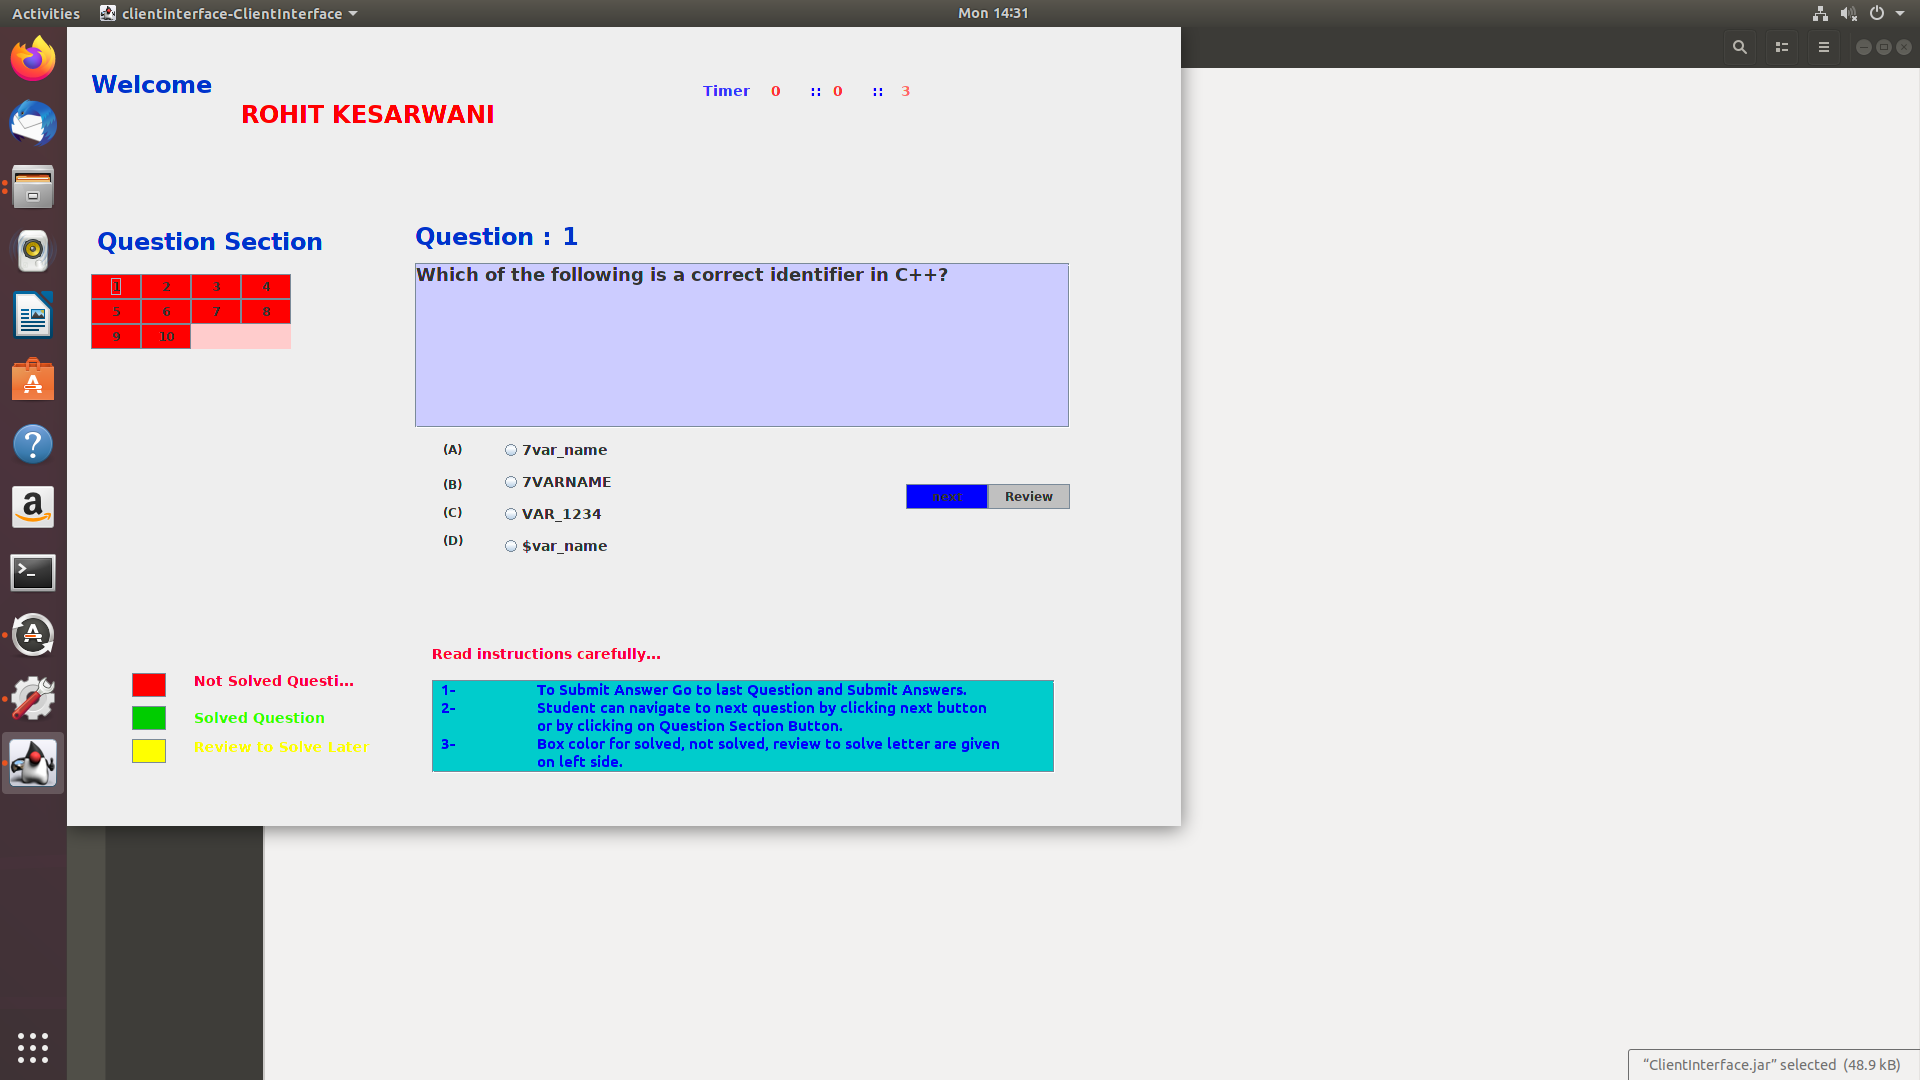 Activities
clientinterface-ClientInterface
Mon 14:31
Welcome
ROHIT KESARWANI
Timer 0 :: 0 :: 3
Question Section
1 2 3 4
5 6 7 8
9 10
Question : 1
Which of the following is a correct identifier in C++?
(A) 7var_name
(B) 7VARNAME
(C) VAR_1234
(D) $var_name
next Review
Not Solved Questi...
Solved Question
Review to Solve Later
Read instructions carefully...
1- To Submit Answer Go to last Question and Submit Answers.
2- Student can navigate to next question by clicking next button
or by clicking on Question Section Button.
3- Box color for solved, not solved, review to solve letter are given
on left side.
"ClientInterface.jar" selected (48.9 kB)